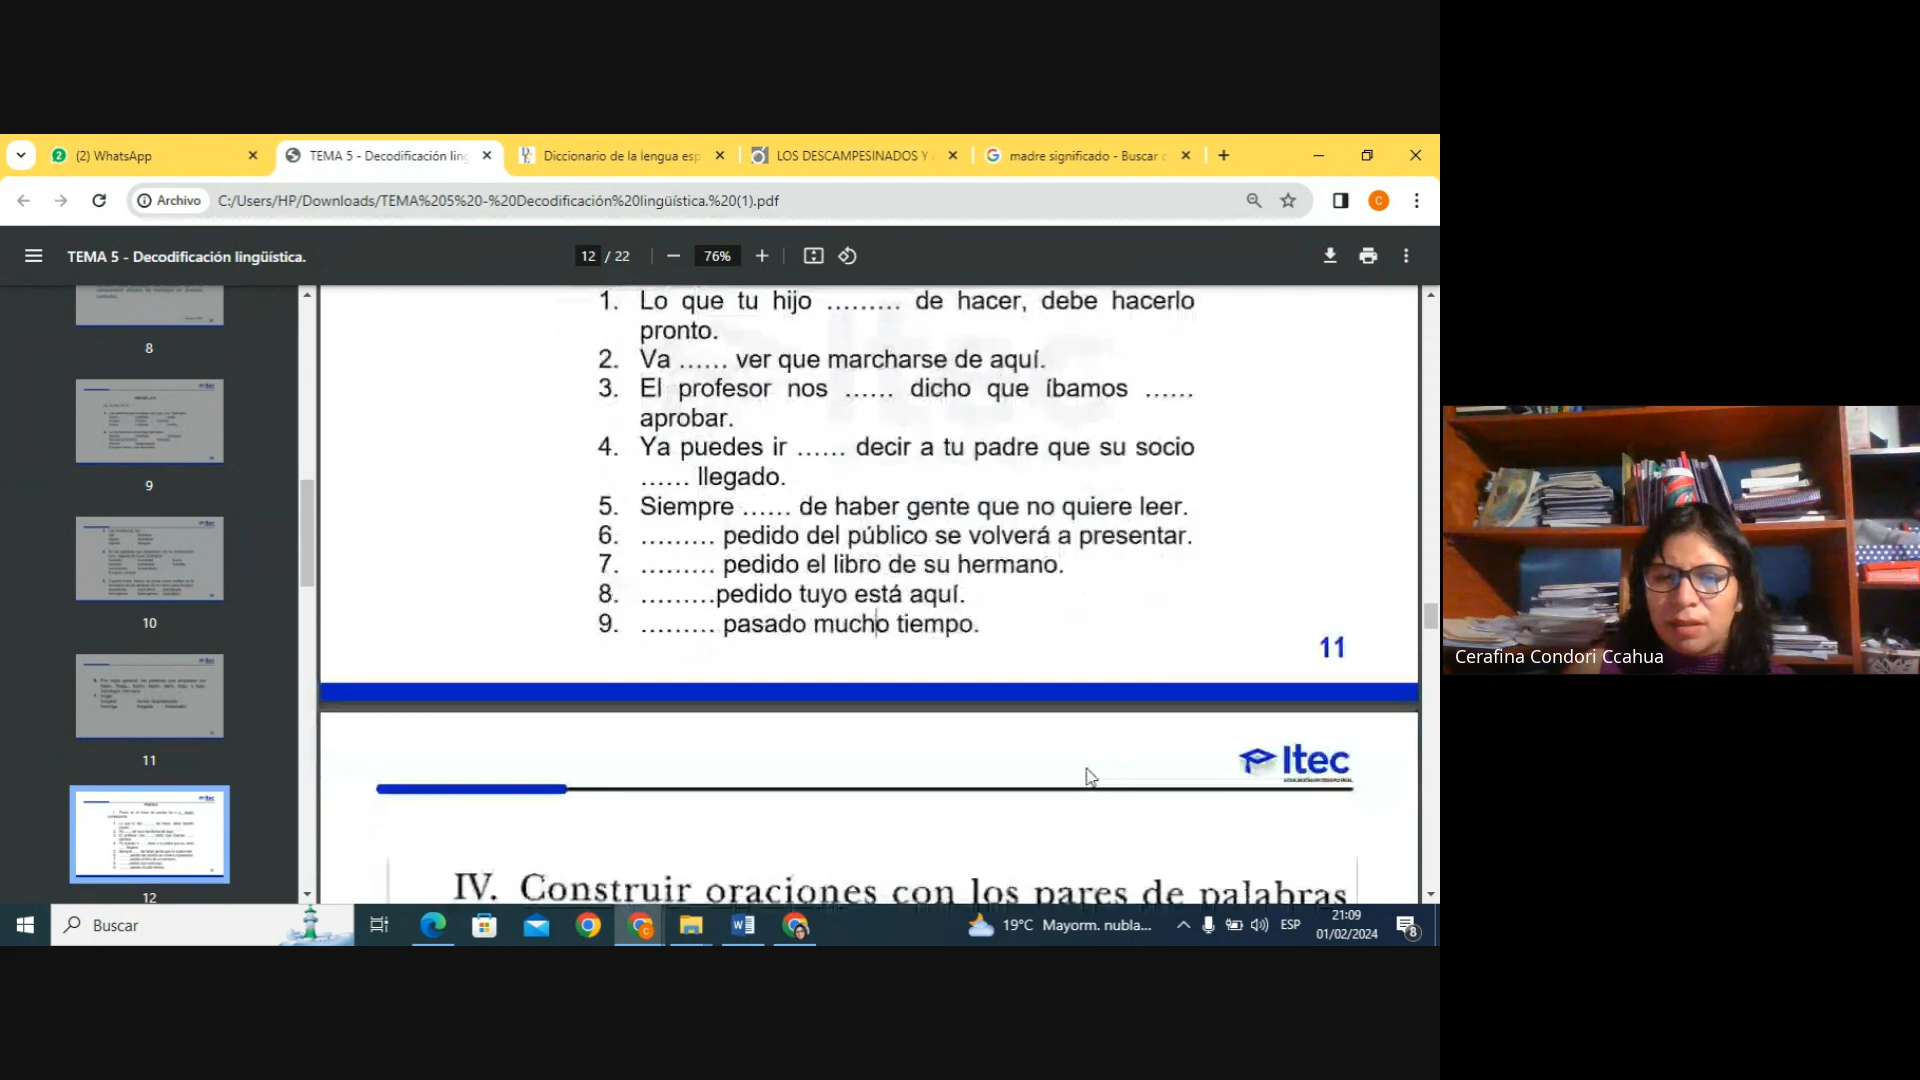 (2) WhatsApp
TEMA 5 - Decodificación ling
Diccionario de la lengua esp
LOS DESCAMPESINADOS Y
madre significado - Buscar c
Archivo
C:/Users/HP/Downloads/TEMA%205%20-%20Decodificación%20lingüística.%20(1).pdf
C
TEMA 5 - Decodificación lingüística.
12 / 22
76%
8
9
10
11
12
1. Lo que tu hijo ......... de hacer, debe hacerlo
pronto.
2. Va ...... ver que marcharse de aquí.
3. El profesor nos ...... dicho que íbamos ......
aprobar.
4. Ya puedes ir ...... decir a tu padre que su socio
...... llegado.
5. Siempre ...... de haber gente que no quiere leer.
6. ......... pedido del público se volverá a presentar.
7. ......... pedido el libro de su hermano.
8. .........pedido tuyo está aquí.
9. ......... pasado mucho tiempo.
11
Itec
IV. Construir oraciones con los pares de palabras
Cerafina Condori Ccahua
Buscar
19°C Mayorm. nubla...
ESP
21:09
01/02/2024
8